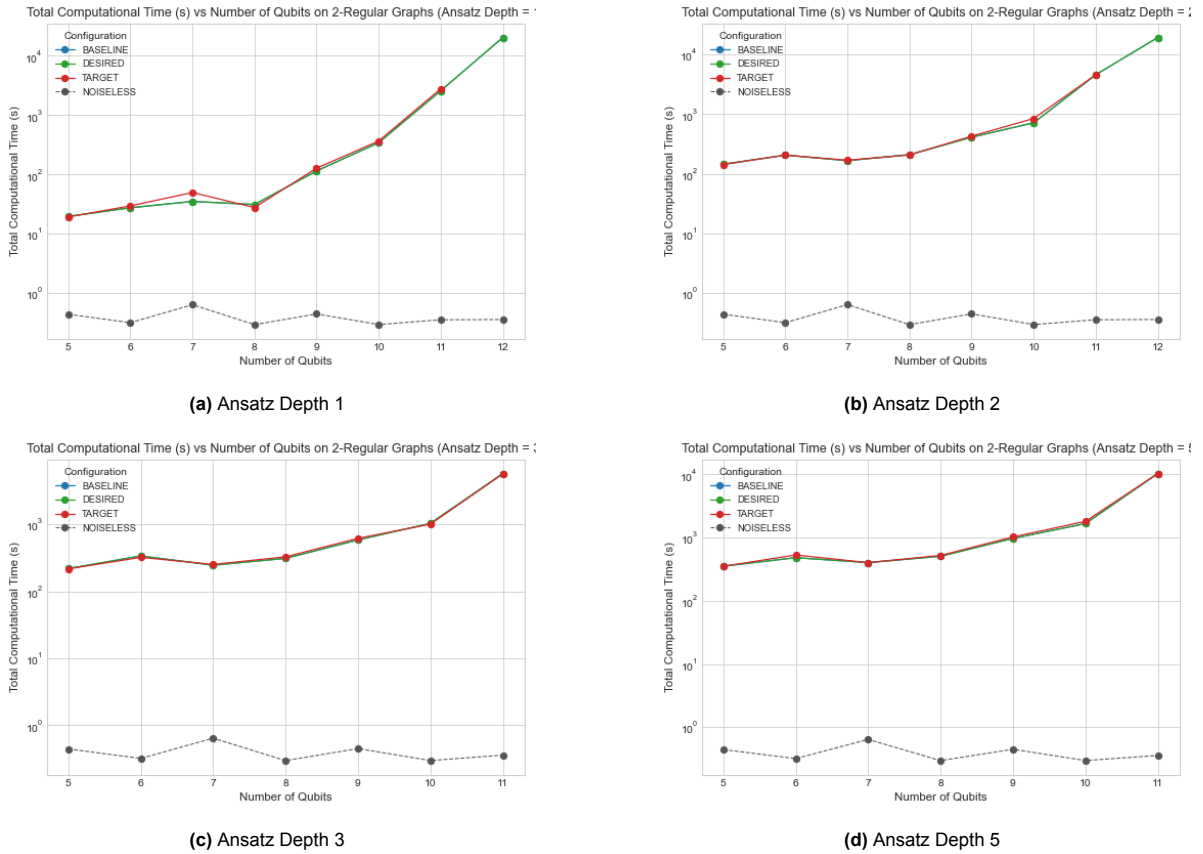 Total Computational Time (s) vs Number of Qubits on 2-Regular Graphs (Ansatz Depth = 1
Configuration
BASELINE
DESIRED
TARGET
NOISELESS
Total Computational Time (s)
10^4
10^3
10^2
10^1
10^0
5 6 7 8 9 10 11 12
Number of Qubits
(a) Ansatz Depth 1
Total Computational Time (s) vs Number of Qubits on 2-Regular Graphs (Ansatz Depth = 2
Configuration
BASELINE
DESIRED
TARGET
NOISELESS
Total Computational Time (s)
10^4
10^3
10^2
10^1
10^0
5 6 7 8 9 10 11 12
Number of Qubits
(b) Ansatz Depth 2
Total Computational Time (s) vs Number of Qubits on 2-Regular Graphs (Ansatz Depth = 3
Configuration
BASELINE
DESIRED
TARGET
NOISELESS
Total Computational Time (s)
10^3
10^2
10^1
10^0
5 6 7 8 9 10 11
Number of Qubits
(c) Ansatz Depth 3
Total Computational Time (s) vs Number of Qubits on 2-Regular Graphs (Ansatz Depth = 5
Configuration
BASELINE
DESIRED
TARGET
NOISELESS
Total Computational Time (s)
10^4
10^3
10^2
10^1
10^0
5 6 7 8 9 10 11
Number of Qubits
(d) Ansatz Depth 5